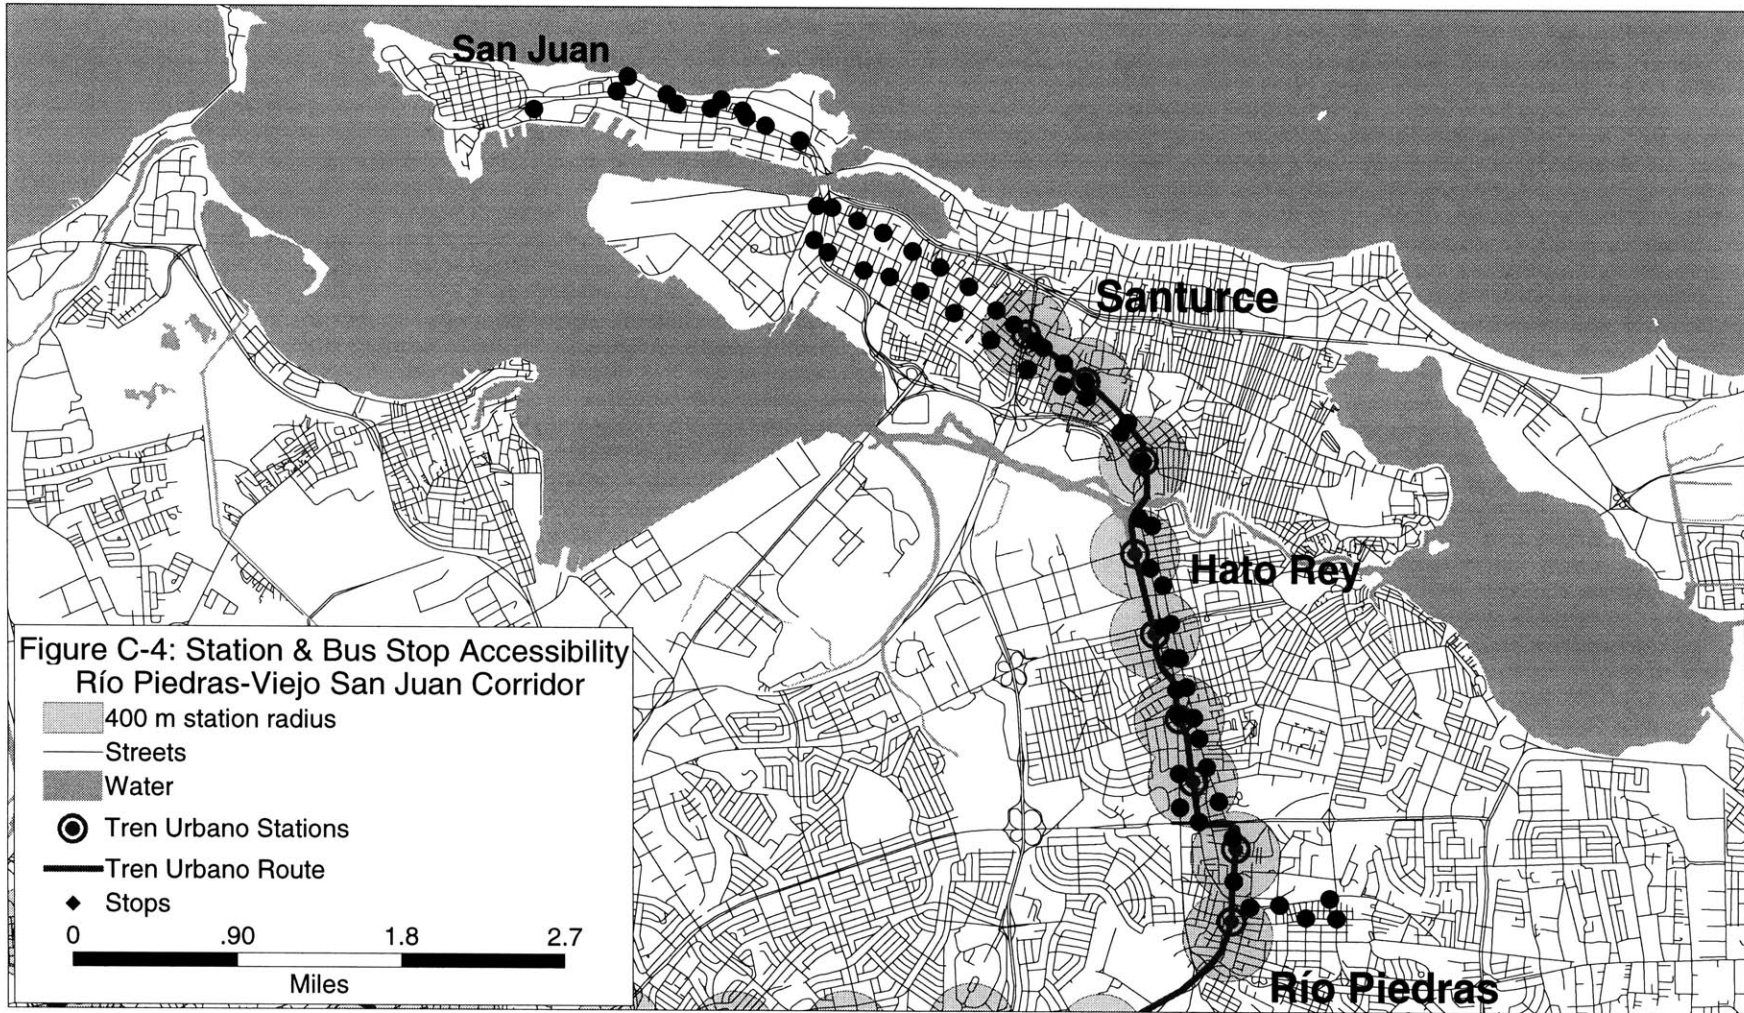 San Juan
Santurce
Hato Rey
Figure C-4: Station & Bus Stop Accessibility
Río Piedras-Viejo San Juan Corridor
400 m station radius
Streets
Water
Tren Urbano Stations
Tren Urbano Route
Stops
0 .90 1.8 2.7
Miles
Río Piedras